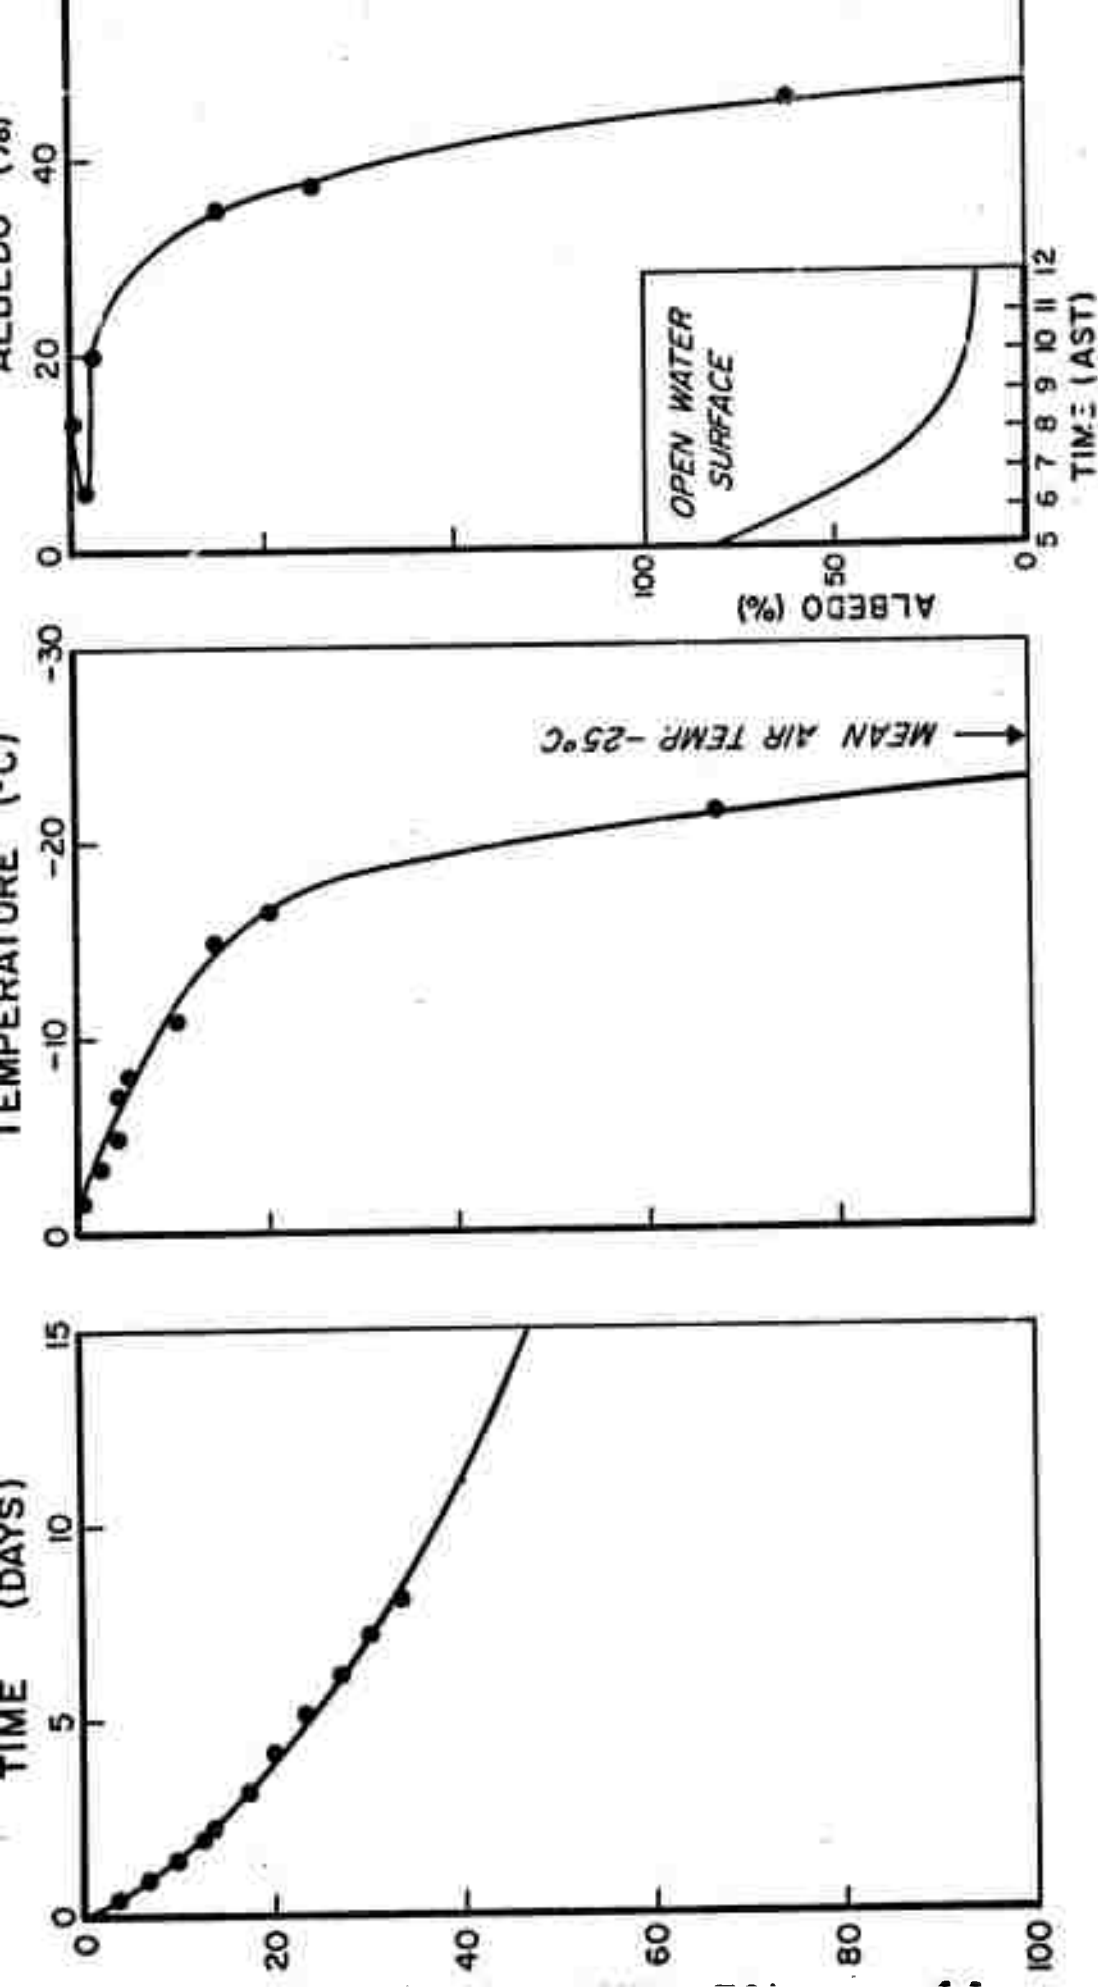 TIME (DAYS)
0 5 10 15
0
20
40
60
80
100
TEMPERATURE (°C)
0 -10 -20 -30
MEAN AIR TEMP. -25°C
ALBEDO (%)
0 20 40
OPEN WATER
SURFACE
ALBEDO (%)
100
50
0
5 6 7 8 9 10 11 12
TIME (AST)